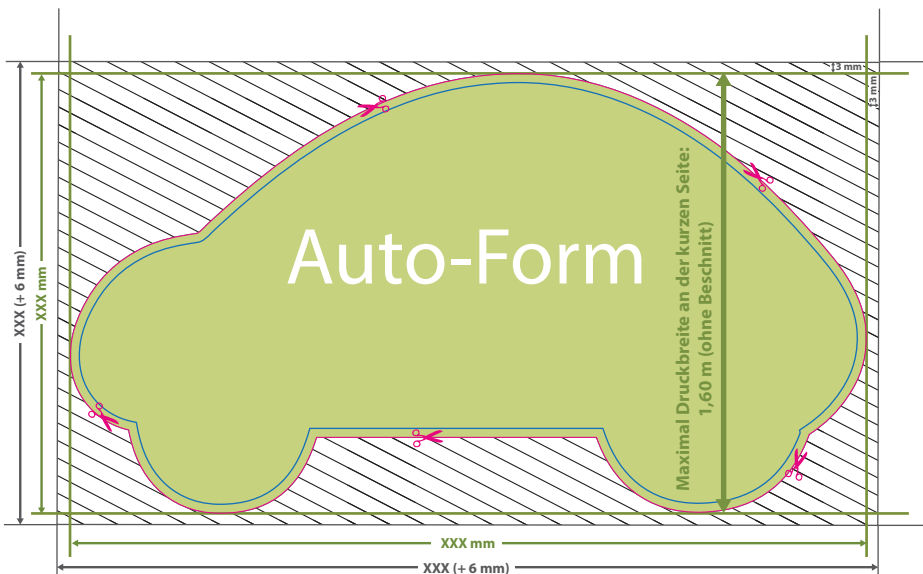 3 mm
3 mm
XXX (+ 6 mm)
XXX mm
Auto-Form
Maximal Druckbreite an der kurzen Seite:
1,60 m (ohne Beschnitt)
XXX mm
XXX (+ 6 mm)